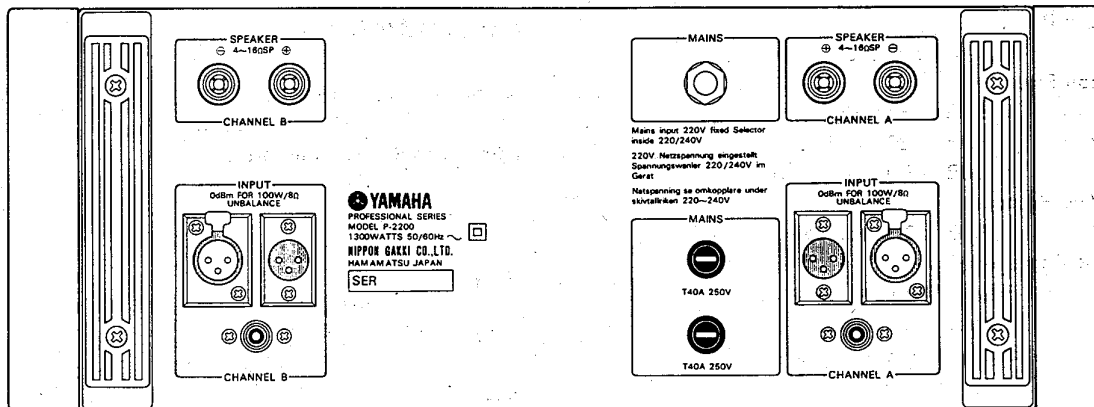 SPEAKER
⊖ 4~16ΩSP ⊕
CHANNEL B
INPUT
0dBm FOR 100W/8Ω
UNBALANCE
CHANNEL B
YAMAHA
PROFESSIONAL SERIES
MODEL P-2200
1300WATTS 50/60Hz ~
NIPPON GAKKI CO.,LTD.
HAMAMATSU JAPAN
SER
MAINS
Mains input 220V fixed Selector
inside 220/240V
220V Netzspannung eingestellt
Spannungswanler 220/240V im
Gerat
Natspanning se omkopplare under
skivtallriken 220~240V
MAINS
T40A 250V
T40A 250V
SPEAKER
⊕ 4~16ΩSP ⊖
CHANNEL A
INPUT
0dBm FOR 100W/8Ω
UNBALANCE
CHANNEL A